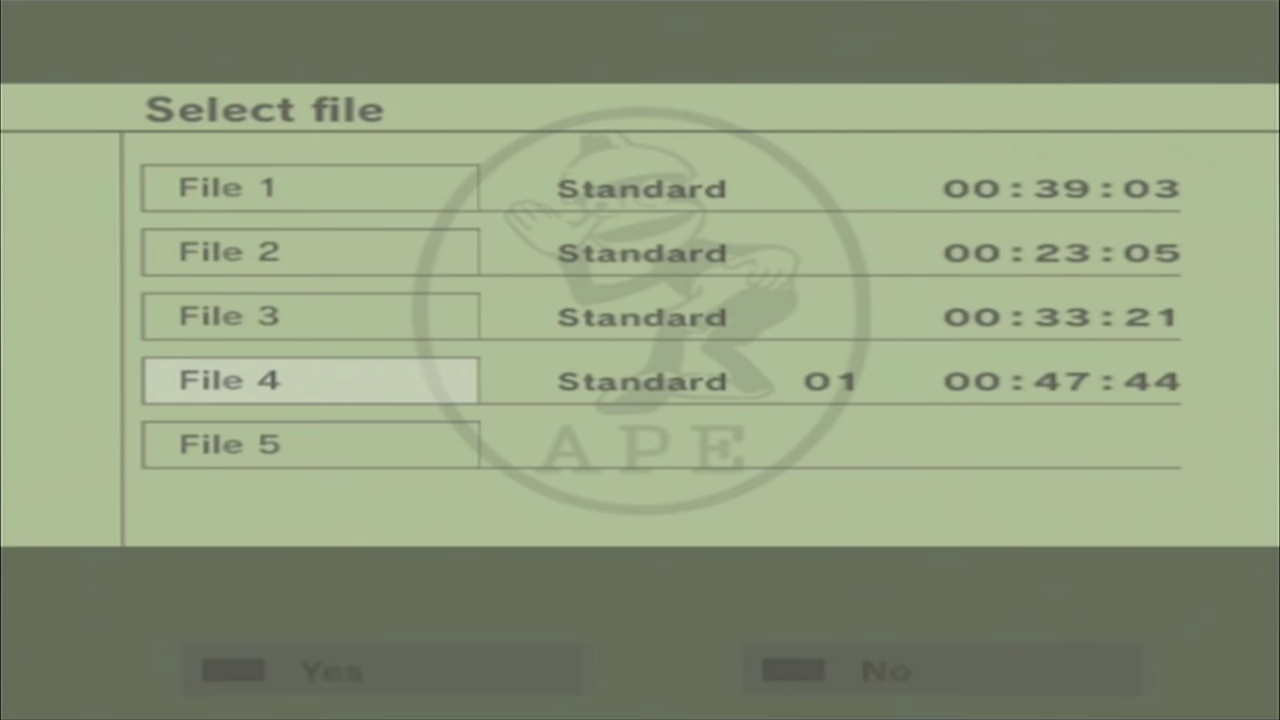 Select file
File 1 Standard 00:39:03
File 2 Standard 00:23:05
File 3 Standard 00:33:21
File 4 Standard 01 00:47:44
File 5
APE
Yes No